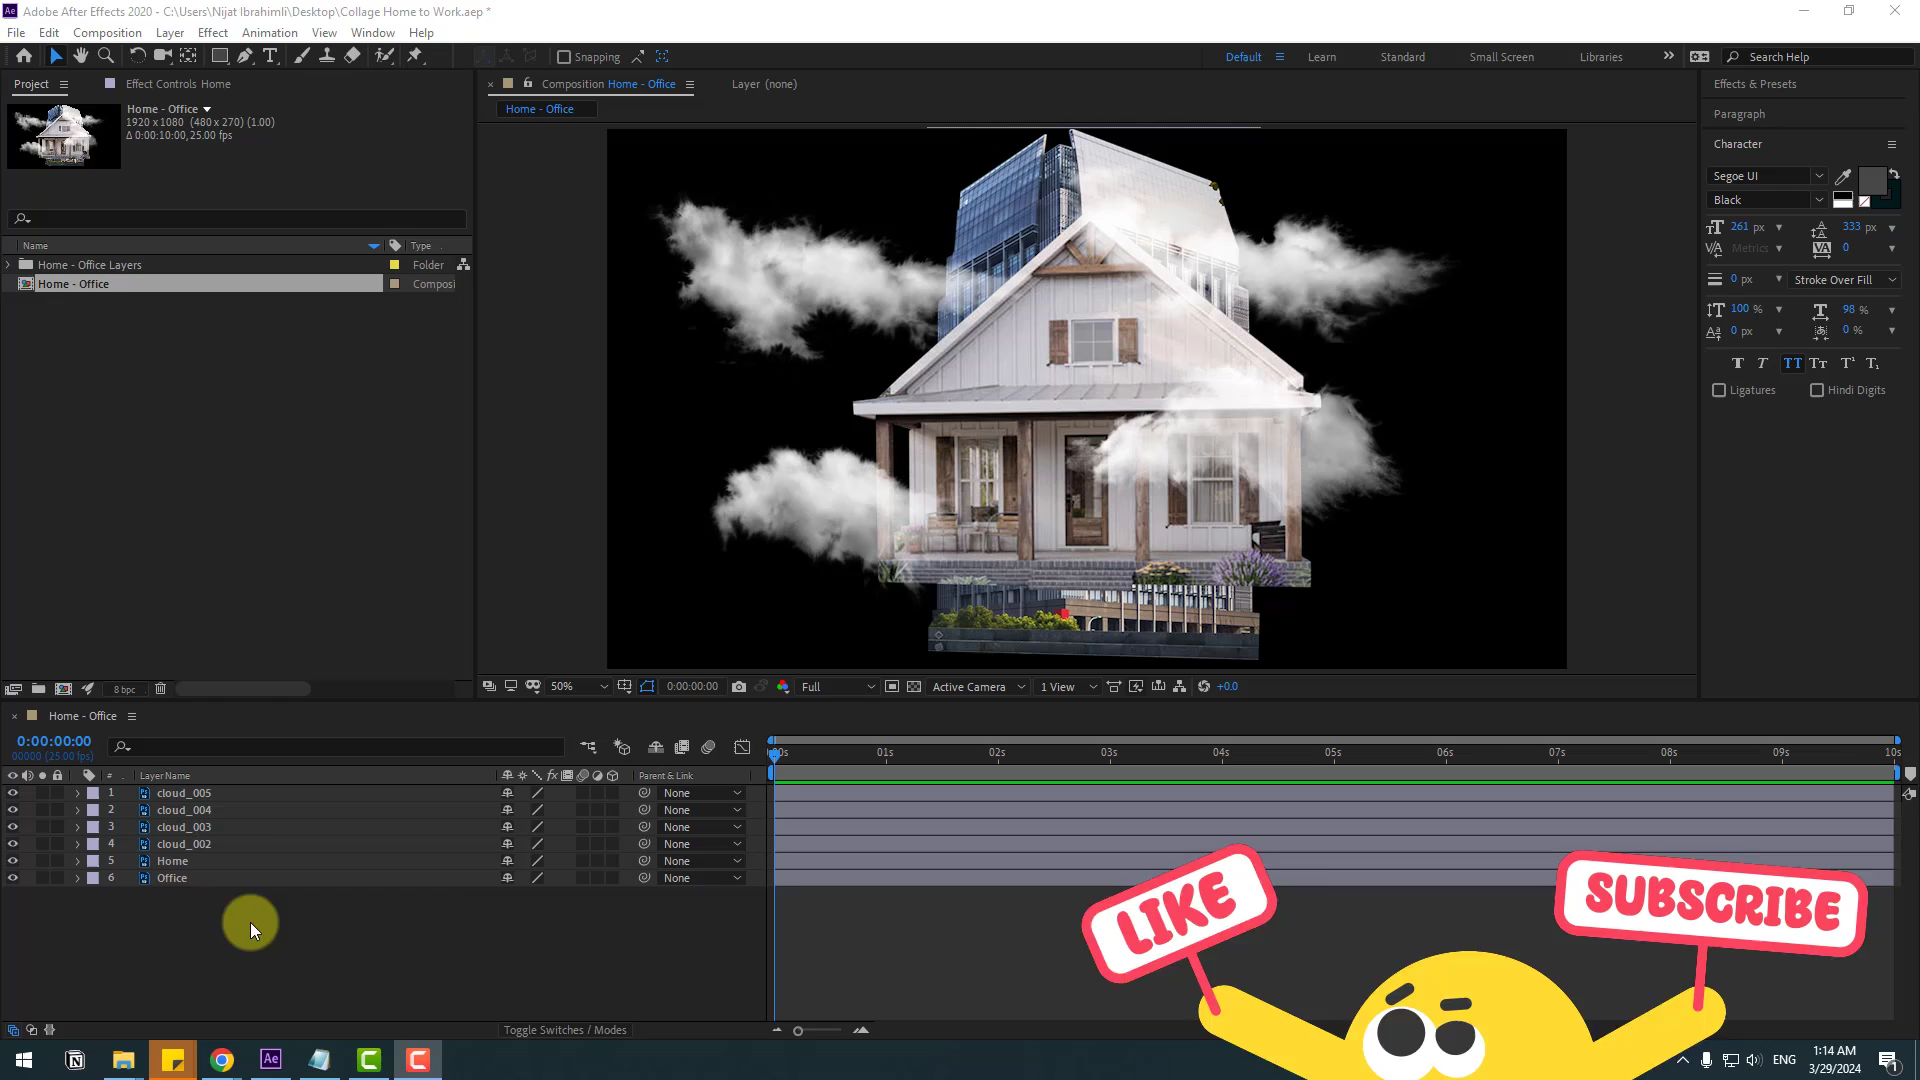 Ae Adobe After Effects 2020 - C:\Users\Nijat Ibrahimli\Desktop\Collage Home to Work.aep *
File Edit Composition Layer Effect Animation View Window Help
Snapping Default Learn Standard Small Screen Libraries Search Help
Project Effect Controls Home
Composition Home - Office Layer (none)
Effects & Presets
Home - Office
1920 x 1080 (480 x 270) (1.00)
Δ 0:00:10:00, 25.00 fps
Home - Office
Paragraph
Character
Segoe UI
Black
261 px 333 px
Metrics 0
0 px Stroke Over Fill
100 % 98 %
0 px 0 %
Ligatures Hindi Digits
Name Type
Home - Office Layers Folder
Home - Office Composi
8 bpc
50% 0:00:00:00 Full Active Camera 1 View +0.0
Home - Office
0:00:00:00
00000 (25.00 fps)
:00s 01s 02s 03s 04s 05s 06s 07s 08s 09s 10s
# Layer Name fx Parent & Link
1 cloud_005 None
2 cloud_004 None
3 cloud_003 None
4 cloud_002 None
5 Home None
6 Office None
LIKE
SUBSCRIBE
Toggle Switches / Modes
ENG 1:14 AM
3/29/2024